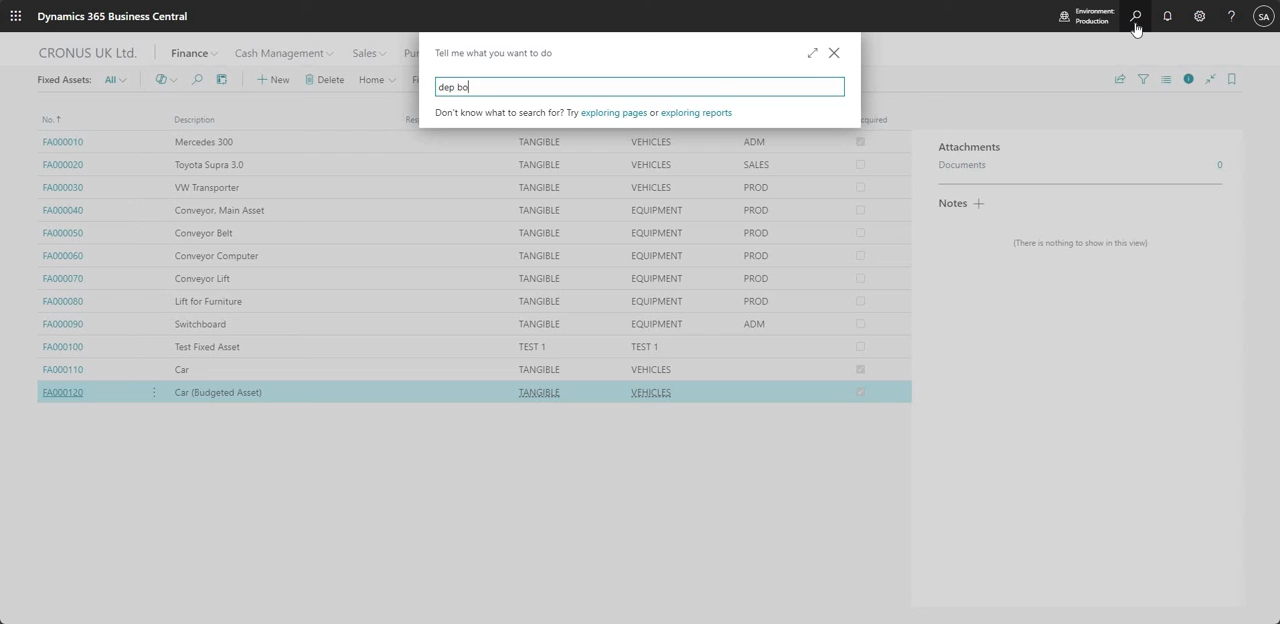 Dynamics 365 Business Central
Environment:
Production
?
SA
CRONUS UK Ltd.
Finance
Cash Management
Sales
Tell me what you want to do
dep bo
Don't know what to search for? Try exploring pages or exploring reports
Fixed Assets:
All
New
Delete
Home
No. ↑
Description
FA000010 Mercedes 300 TANGIBLE VEHICLES ADM
FA000020 Toyota Supra 3.0 TANGIBLE VEHICLES SALES
FA000030 VW Transporter TANGIBLE VEHICLES PROD
FA000040 Conveyor, Main Asset TANGIBLE EQUIPMENT PROD
FA000050 Conveyor Belt TANGIBLE EQUIPMENT PROD
FA000060 Conveyor Computer TANGIBLE EQUIPMENT PROD
FA000070 Conveyor Lift TANGIBLE EQUIPMENT PROD
FA000080 Lift for Furniture TANGIBLE EQUIPMENT PROD
FA000090 Switchboard TANGIBLE EQUIPMENT ADM
FA000100 Test Fixed Asset TEST 1 TEST 1
FA000110 Car TANGIBLE VEHICLES
FA000120 Car (Budgeted Asset) TANGIBLE VEHICLES
Attachments
Documents 0
Notes
(There is nothing to show in this view)